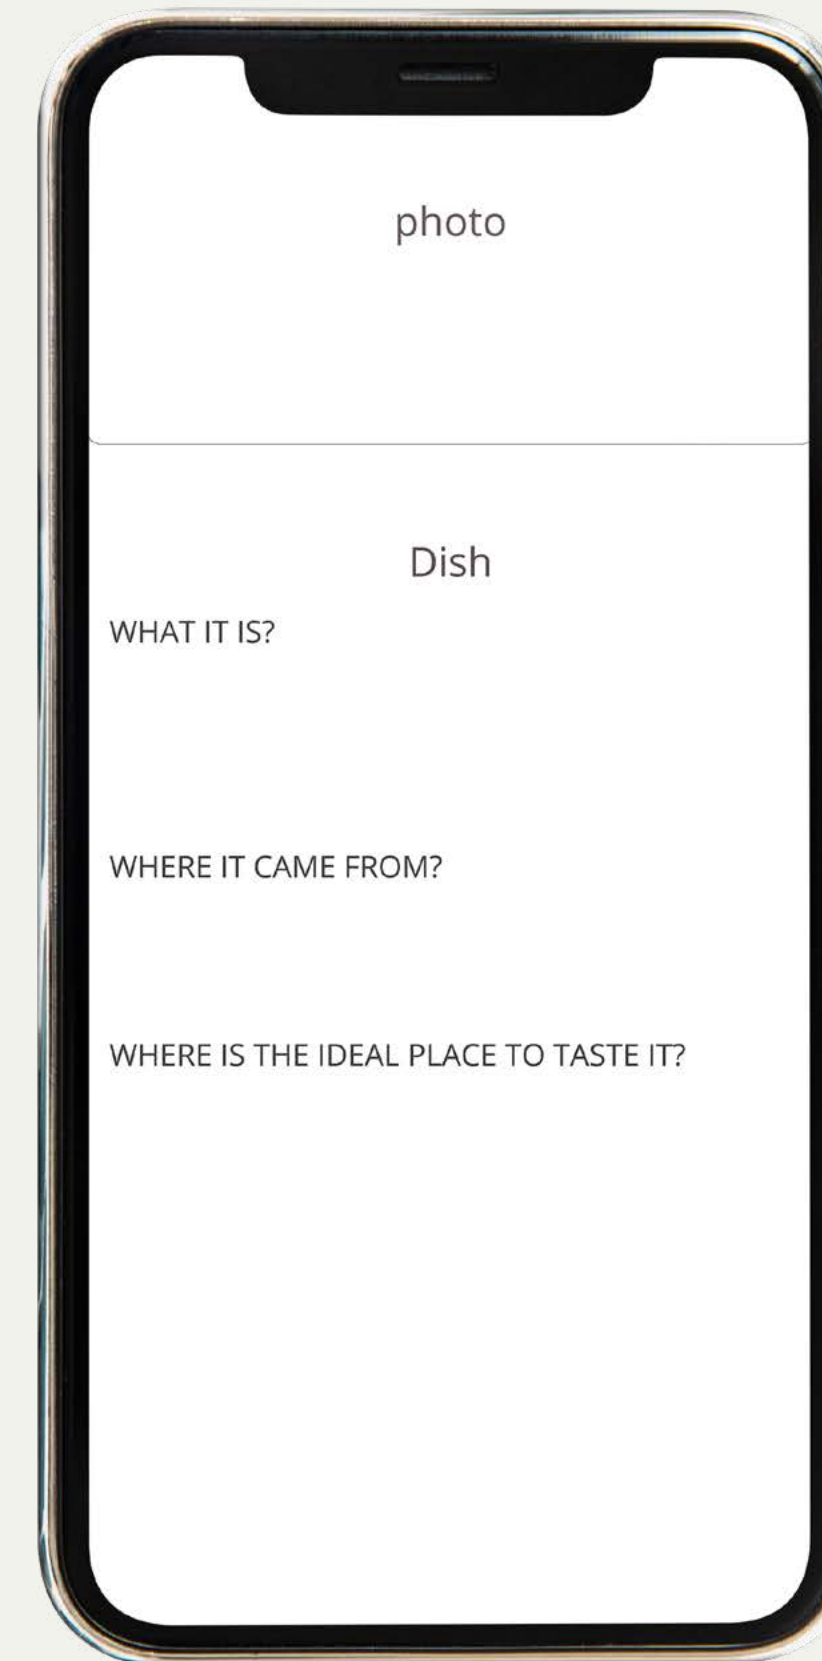 photo
Dish
WHAT IT IS?
WHERE IT CAME FROM?
WHERE IS THE IDEAL PLACE TO TASTE IT?